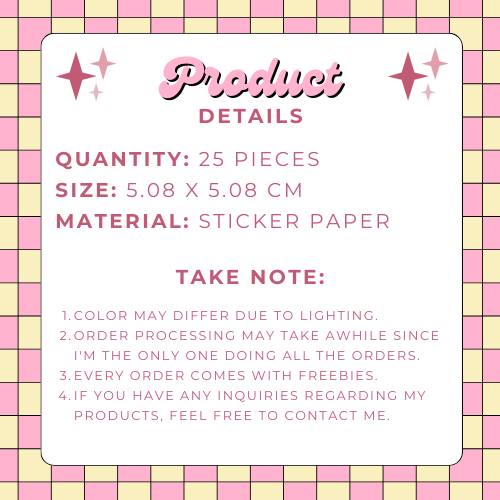 Product
DETAILS
QUANTITY: 25 PIECES
SIZE: 5.08 X 5.08 CM
MATERIAL: STICKER PAPER
TAKE NOTE:
1. COLOR MAY DIFFER DUE TO LIGHTING.
2. ORDER PROCESSING MAY TAKE AWHILE SINCE
I'M THE ONLY ONE DOING ALL THE ORDERS.
3. EVERY ORDER COMES WITH FREEBIES.
4. IF YOU HAVE ANY INQUIRIES REGARDING MY
PRODUCTS, FEEL FREE TO CONTACT ME.